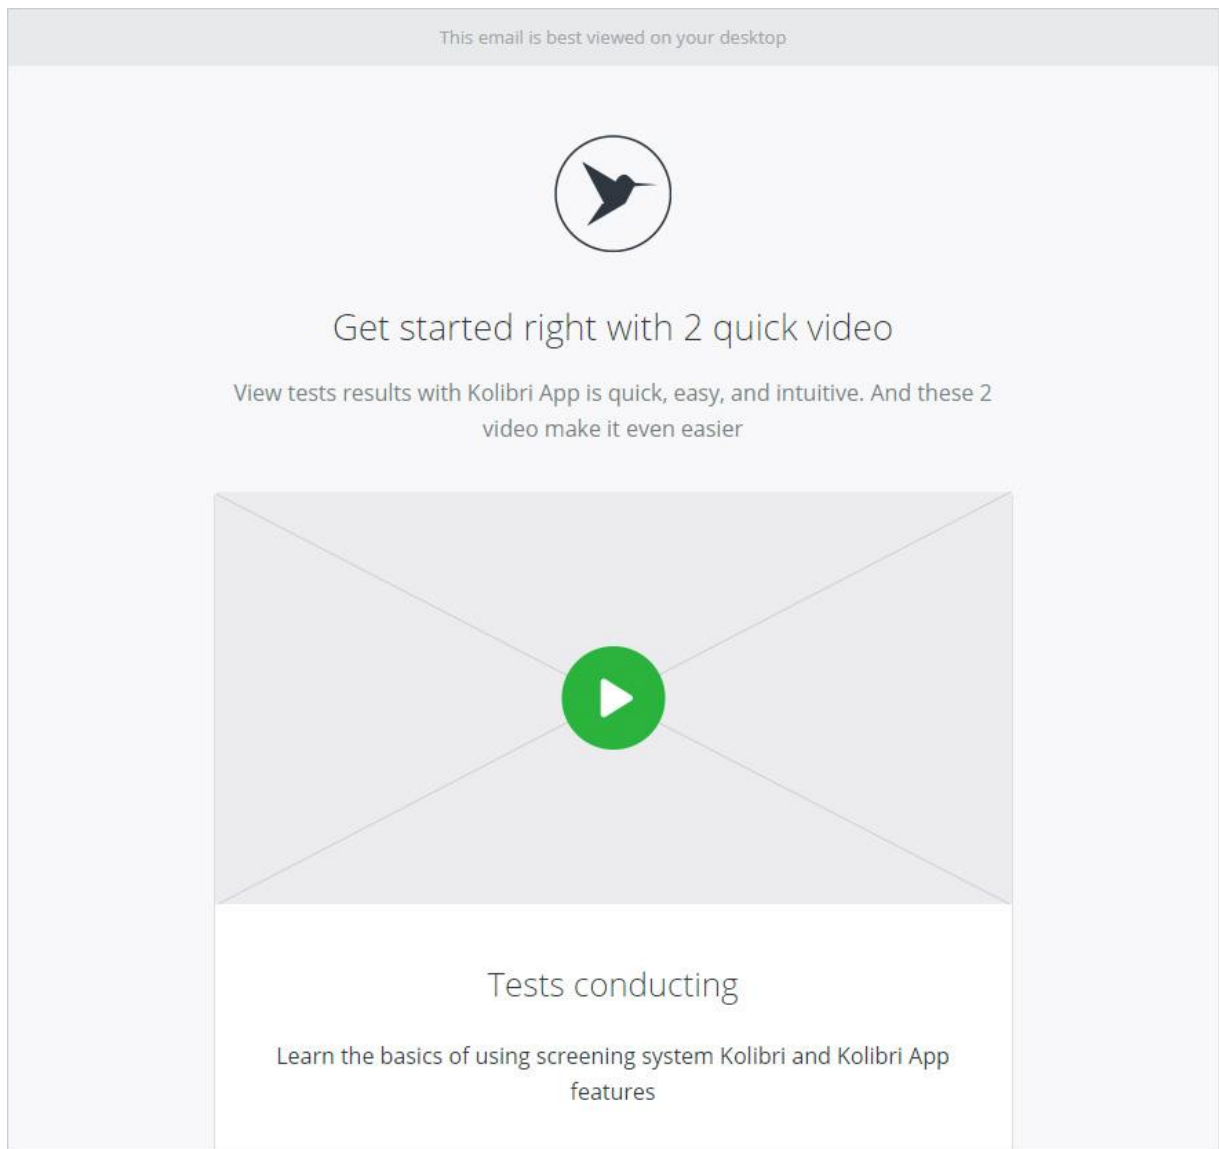 This email is best viewed on your desktop
Get started right with 2 quick video
View tests results with Kolibri App is quick, easy, and intuitive. And these 2
video make it even easier
Tests conducting
Learn the basics of using screening system Kolibri and Kolibri App
features